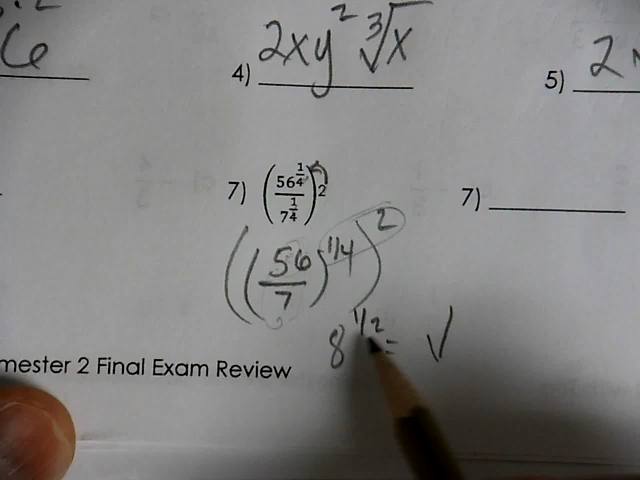 6
4) 2xy² ∛x
5) 2
7) (56^(1/4) / 7^(1/4))^2
7)
((56/7)^1/4)^2
8^1/2 = √
mester 2 Final Exam Review